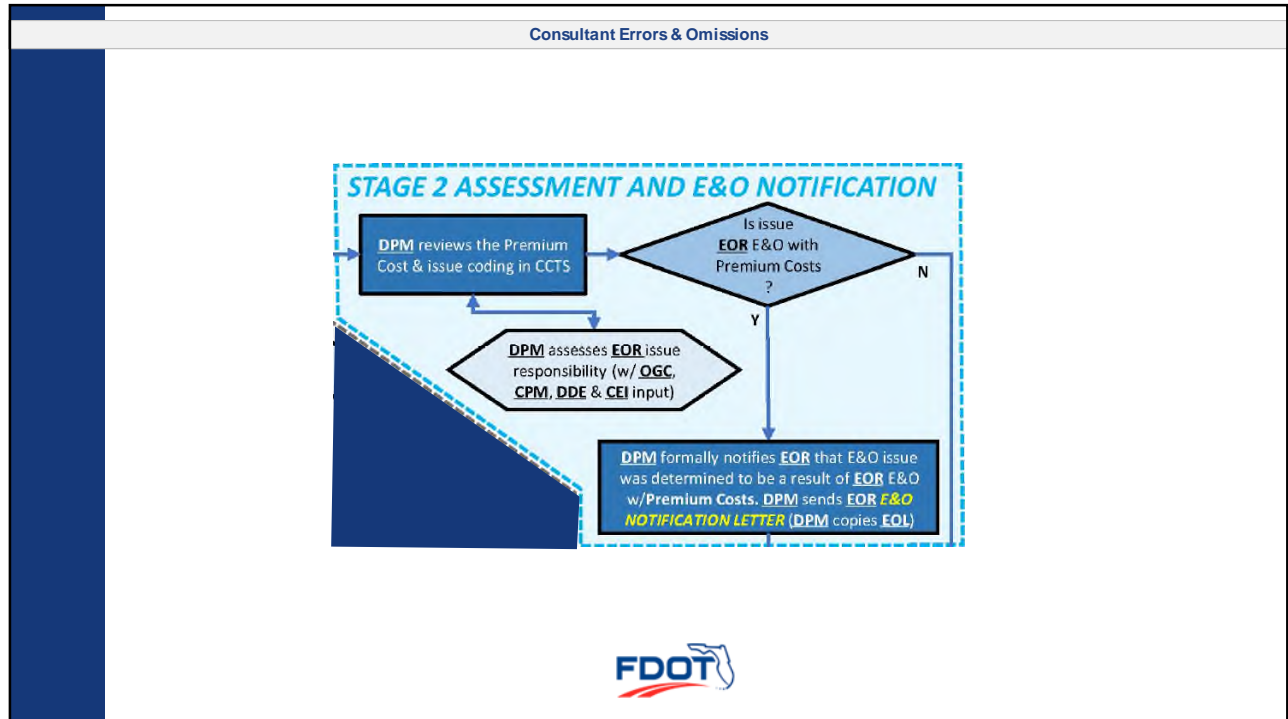 Consultant Errors & Omissions
STAGE 2 ASSESSMENT AND E&O NOTIFICATION
DPM reviews the Premium
Cost & issue coding in CCTS
Is issue
EOR E&O with
Premium Costs
?
N
Y
DPM assesses EOR issue
responsibility (w/ OGC,
CPM, DDE & CEI input)
DPM formally notifies EOR that E&O issue
was determined to be a result of EOR E&O
w/Premium Costs. DPM sends EOR E&O
NOTIFICATION LETTER (DPM copies EOL)
FDOT